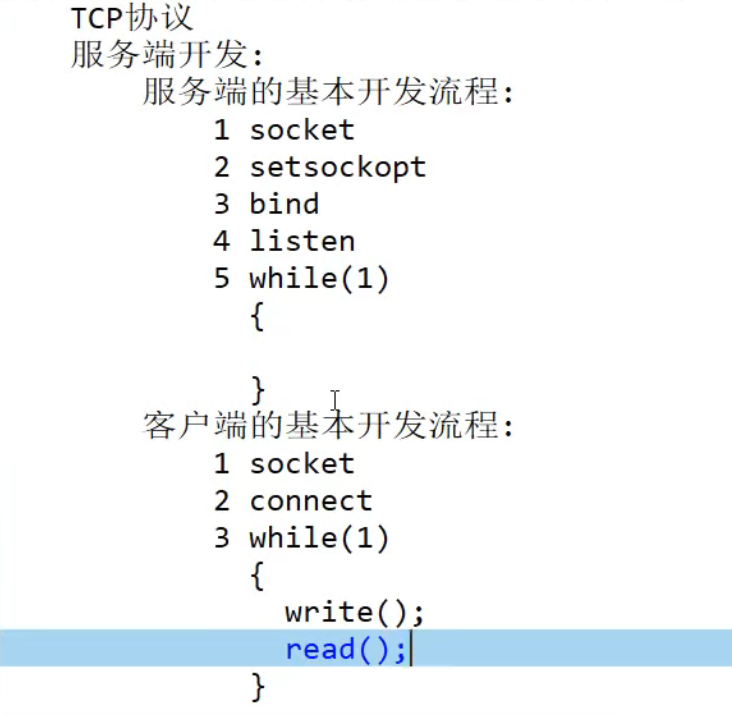 TCP协议
服务端开发：
服务端的基本开发流程：
1 socket
2 setsockopt
3 bind
4 listen
5 while(1)
{
}
客户端的基本开发流程：
1 socket
2 connect
3 while(1)
{
write();
read();
}